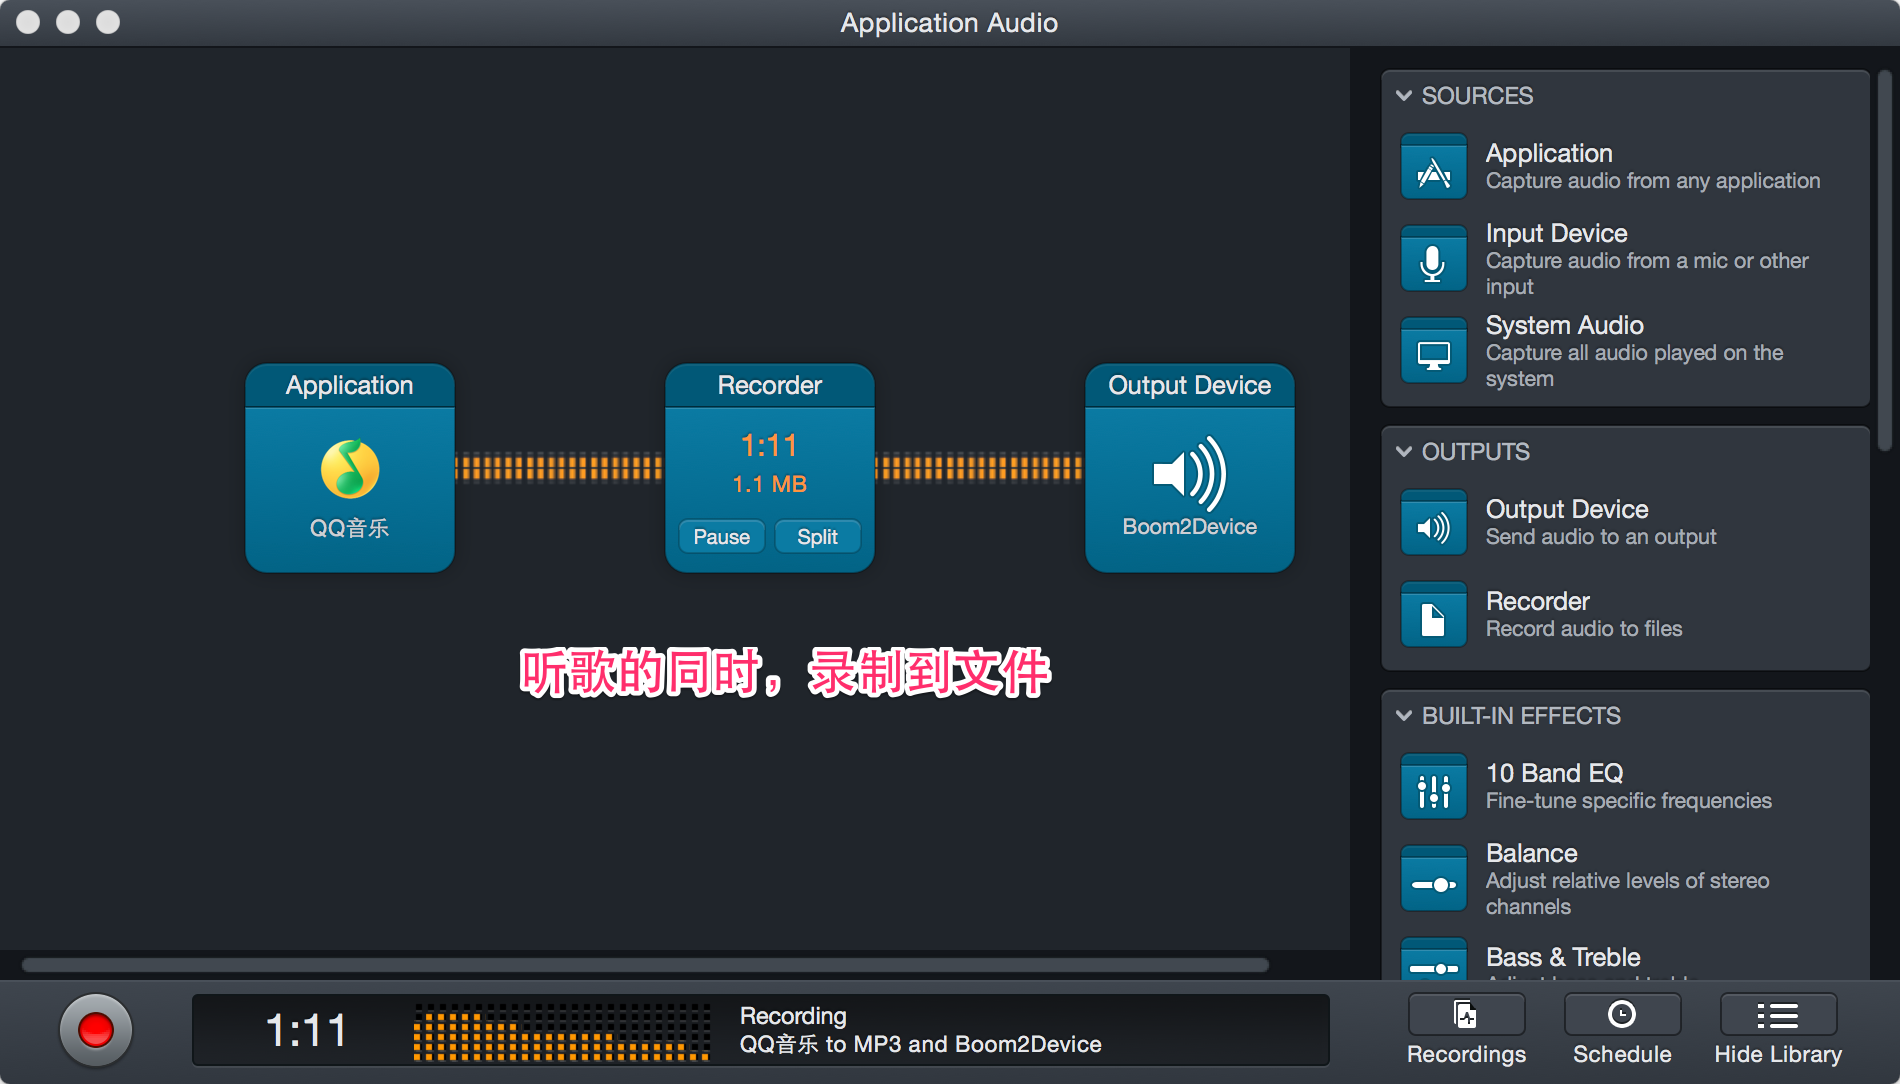 Application Audio
Application
QQ音乐
Recorder
1:11
1.1 MB
Pause
Split
Output Device
Boom2Device
听歌的同时，录制到文件
SOURCES
Application
Capture audio from any application
Input Device
Capture audio from a mic or other
input
System Audio
Capture all audio played on the
system
OUTPUTS
Output Device
Send audio to an output
Recorder
Record audio to files
BUILT-IN EFFECTS
10 Band EQ
Fine-tune specific frequencies
Balance
Adjust relative levels of stereo
channels
Bass & Treble
1:11
Recording
QQ音乐 to MP3 and Boom2Device
Recordings
Schedule
Hide Library